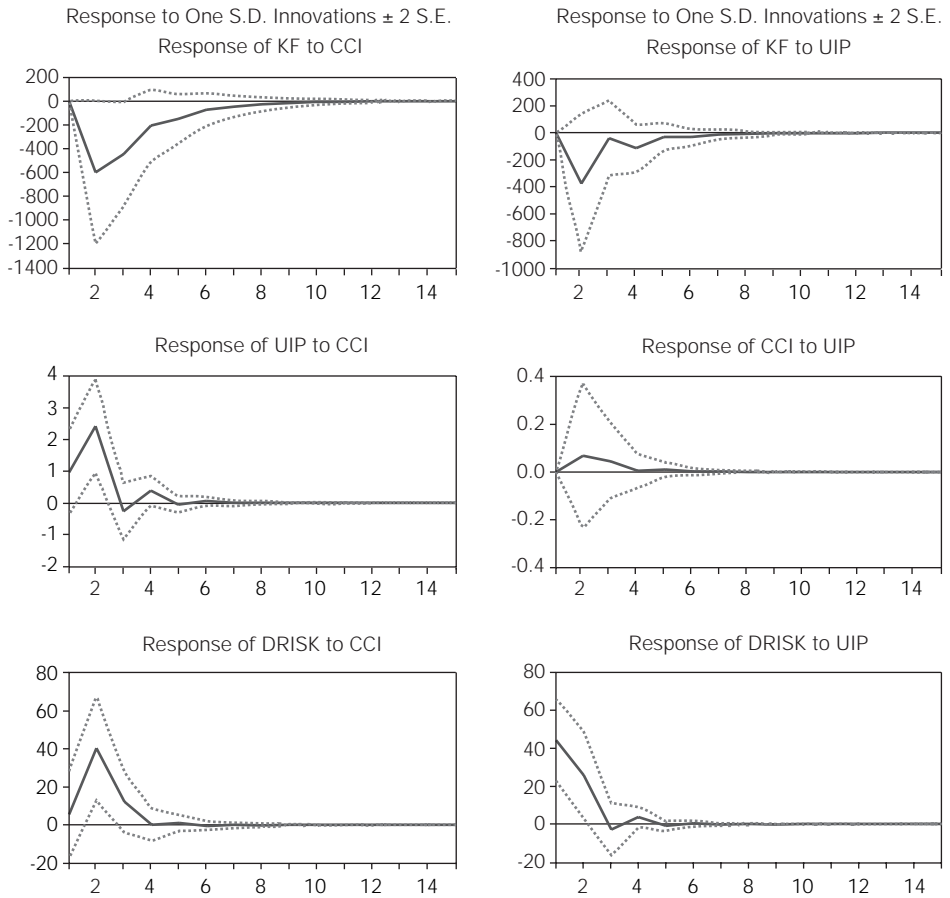 Response to One S.D. Innovations ± 2 S.E.
Response of KF to CCI
200
0
-200
-400
-600
-800
-1000
-1200
-1400
2 4 6 8 10 12 14
Response to One S.D. Innovations ± 2 S.E.
Response of KF to UIP
400
200
0
-200
-400
-600
-800
-1000
2 4 6 8 10 12 14
Response of UIP to CCI
4
3
2
1
0
-1
-2
2 4 6 8 10 12 14
Response of CCI to UIP
0.4
0.2
0.0
-0.2
-0.4
2 4 6 8 10 12 14
Response of DRISK to CCI
80
60
40
20
0
-20
2 4 6 8 10 12 14
Response of DRISK to UIP
80
60
40
20
0
-20
2 4 6 8 10 12 14